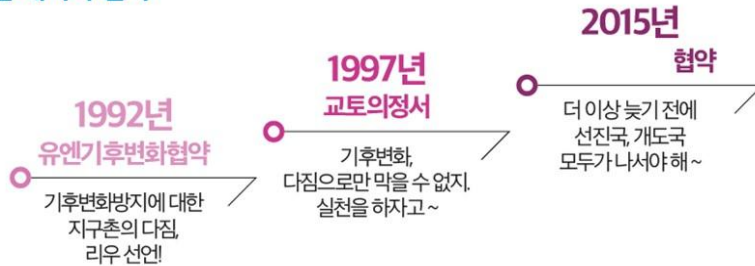 1992년
유엔기후변화협약
기후변화방지에 대한
지구촌의 다짐,
리우 선언!
1997년
교토의정서
기후변화,
다짐으로만 막을 수 없지.
실천을 하자고~
2015년
협약
더 이상 늦기 전에
선진국, 개도국
모두가 나서야 해~